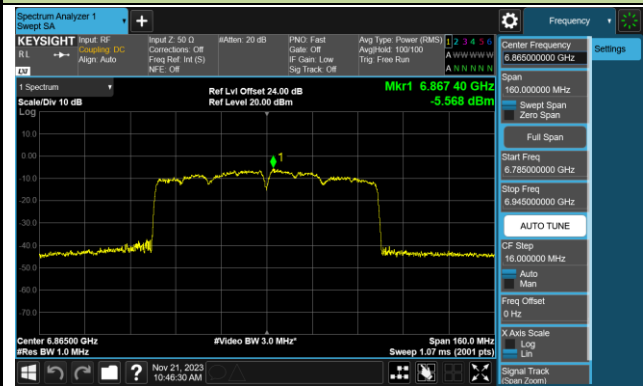 Spectrum Analyzer 1
Swept SA
Frequency
KEYSIGHT
RL
LXI
Input: RF
Coupling: DC
Align: Auto
Input Z: 50 Ω
Corrections: Off
Freq Ref: Int (S)
NFE: Off
#Atten: 20 dB
PNO: Fast
Gate: Off
IF Gain: Low
Sig Track: Off
Avg Type: Power (RMS)
Avg|Hold: 100/100
Trig: Free Run
1 2 3 4 5 6
A W W W W W
A N N N N N
1 Spectrum
Scale/Div 10 dB
Log
Ref Lvl Offset 24.00 dB
Ref Level 20.00 dBm
Mkr1 6.867 40 GHz
-5.568 dBm
10.0
0.00
-10.0
-20.0
-30.0
-40.0
-50.0
-60.0
-70.0
1
Center 6.86500 GHz
#Res BW 1.0 MHz
#Video BW 3.0 MHz*
Span 160.0 MHz
Sweep 1.07 ms (2001 pts)
Nov 21, 2023
10:46:30 AM
Center Frequency
6.865000000 GHz
Span
160.000000 MHz
Swept Span
Zero Span
Full Span
Start Freq
6.785000000 GHz
Stop Freq
6.945000000 GHz
AUTO TUNE
CF Step
16.000000 MHz
Auto
Man
Freq Offset
0 Hz
X Axis Scale
Log
Lin
Signal Track
(Span Zoom)
Settings